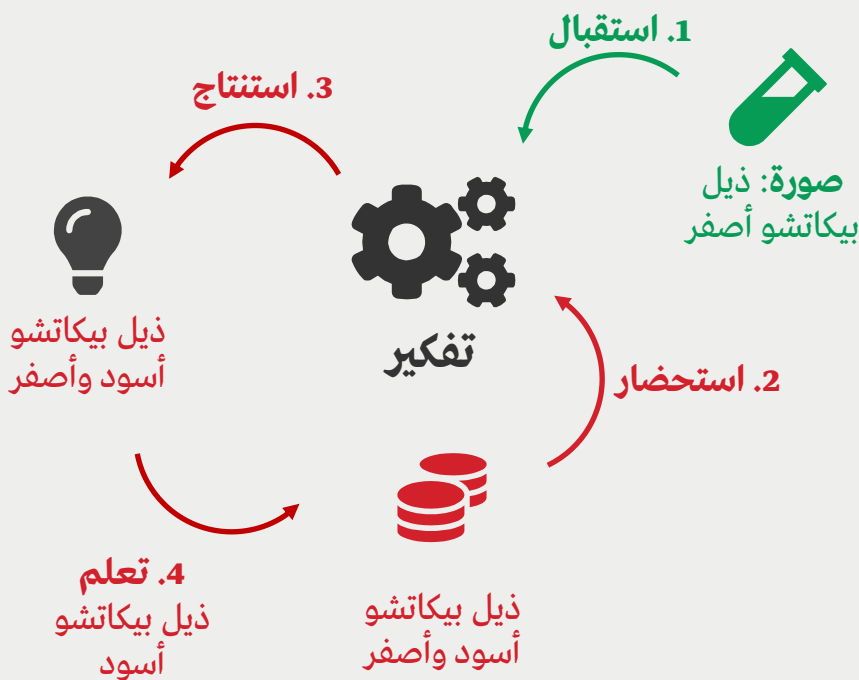 1. استقبال
صورة: ذيل
بيكاتشو أصفر
تفكير
2. استحضار
ذيل بيكاتشو
أسود وأصفر
3. استنتاج
ذيل بيكاتشو
أسود وأصفر
4. تعلم
ذيل بيكاتشو
أسود